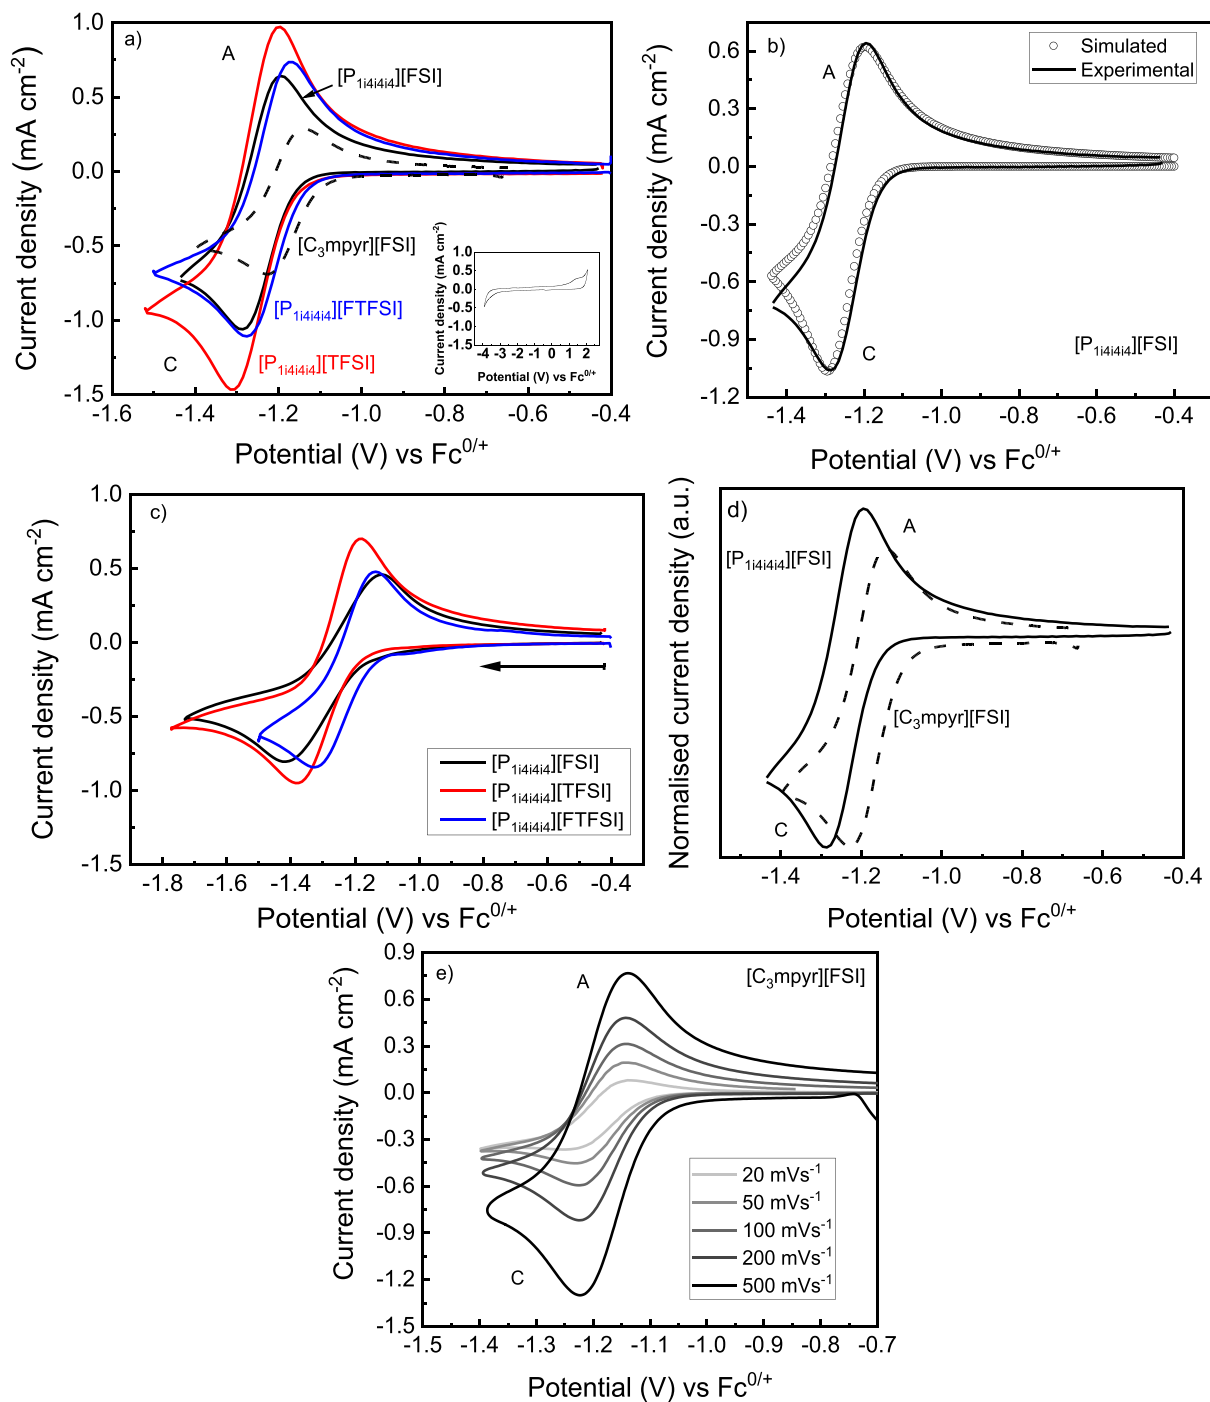 a)
A
[P1i4i4i4][FSI]
[C3mpyr][FSI]
[P1i4i4i4][FTFSI]
[P1i4i4i4][TFSI]
C
Current density (mA cm-2)
1.0
0.5
0.0
-0.5
-1.0
-1.5
-1.6 -1.4 -1.2 -1.0 -0.8 -0.6 -0.4
Potential (V) vs Fc0/+
Current density (mA cm-2)
1.0
0.5
0.0
-0.5
-1.0
-1.5
-4 -3 -2 -1 0 1 2
Potential (V) vs Fc0/+
b)
A
Simulated
Experimental
C
[P1i4i4i4][FSI]
Current density (mA cm-2)
0.6
0.3
0.0
-0.3
-0.6
-0.9
-1.2
-1.4 -1.2 -1.0 -0.8 -0.6 -0.4
Potential (V) vs Fc0/+
c)
Current density (mA cm-2)
1.0
0.5
0.0
-0.5
-1.0
-1.5
[P1i4i4i4][FSI]
[P1i4i4i4][TFSI]
[P1i4i4i4][FTFSI]
-1.8 -1.6 -1.4 -1.2 -1.0 -0.8 -0.6 -0.4
Potential (V) vs Fc0/+
d)
A
[P1i4i4i4][FSI]
[C3mpyr][FSI]
C
Normalised current density (a.u.)
-1.4 -1.2 -1.0 -0.8 -0.6 -0.4
Potential (V) vs Fc0/+
e)
A
[C3mpyr][FSI]
C
Current density (mA cm-2)
0.9
0.6
0.3
0.0
-0.3
-0.6
-0.9
-1.2
-1.5
20 mVs-1
50 mVs-1
100 mVs-1
200 mVs-1
500 mVs-1
-1.5 -1.4 -1.3 -1.2 -1.1 -1.0 -0.9 -0.8 -0.7
Potential (V) vs Fc0/+